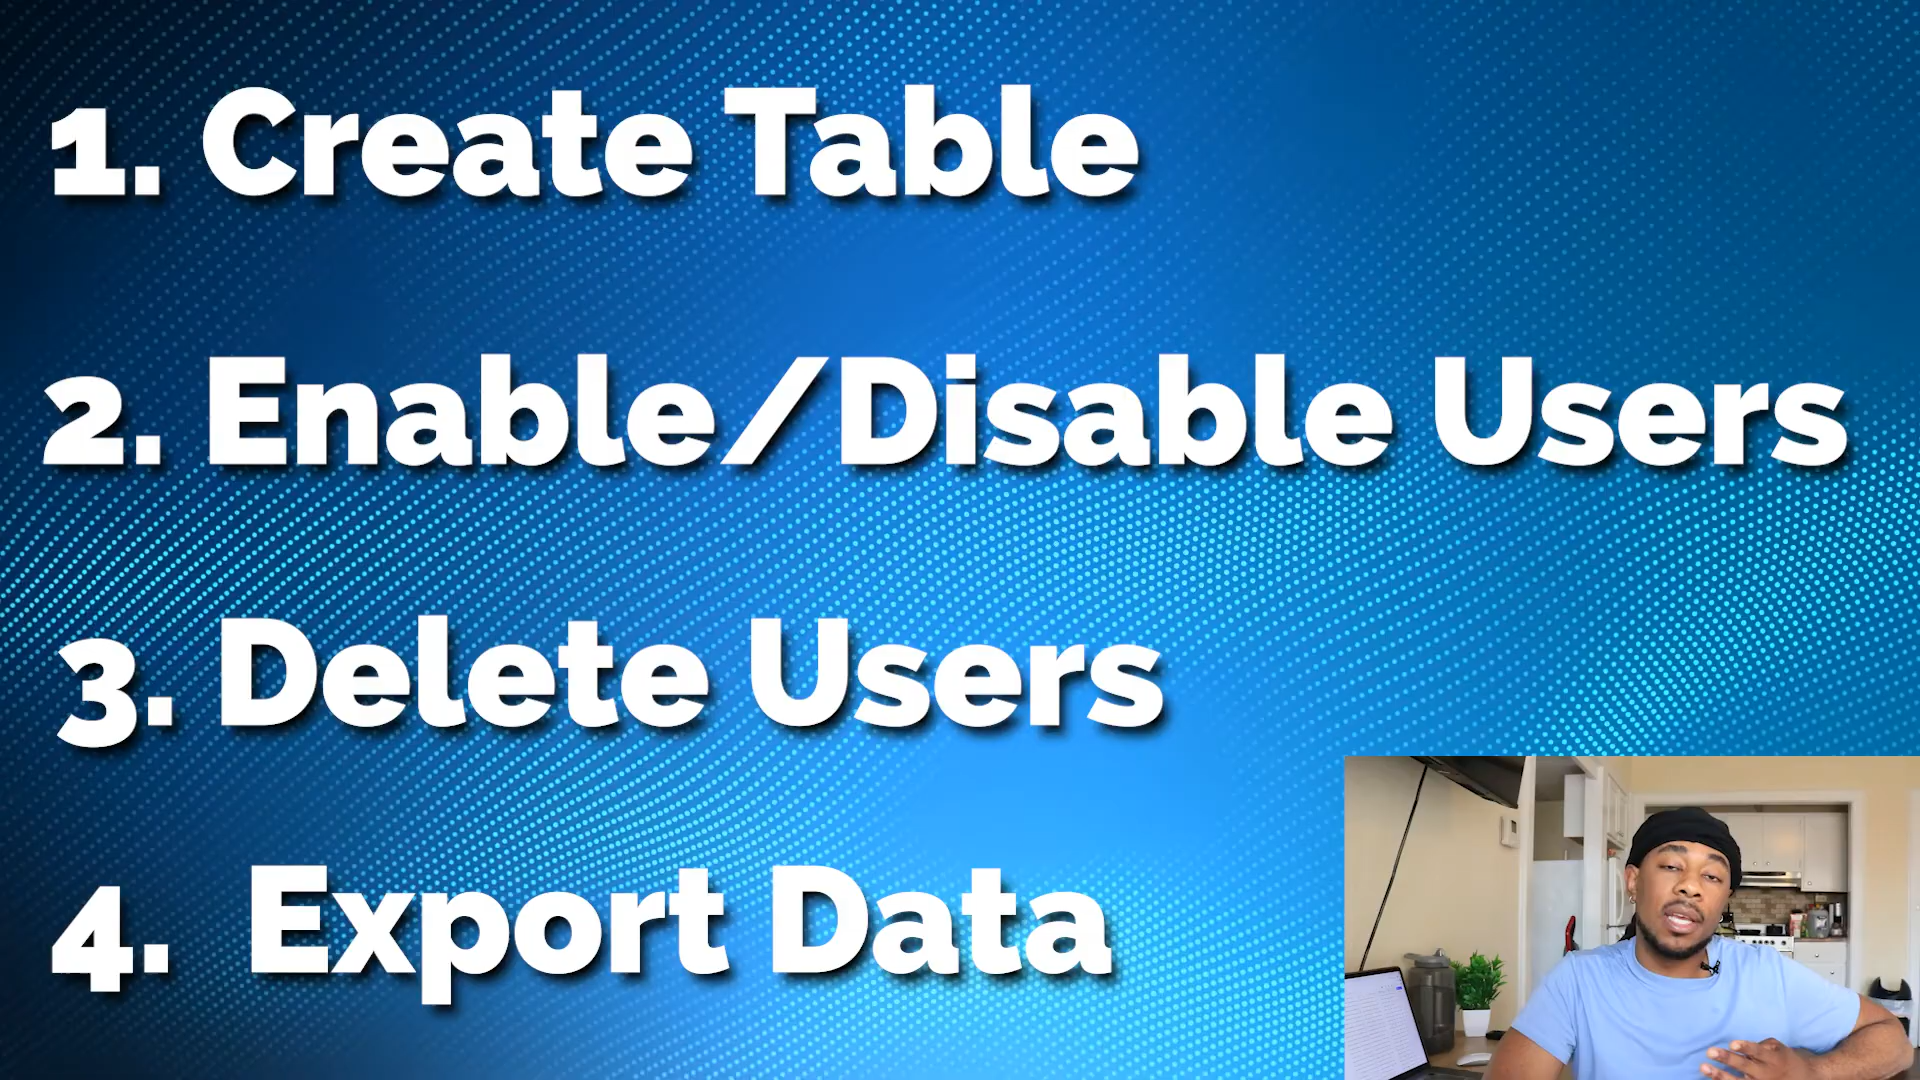 1. Create Table
2. Enable/Disable Users
3. Delete Users
4. Export Data